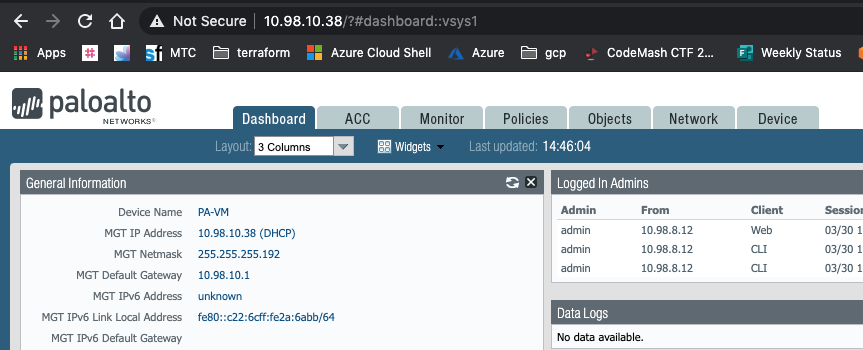 Not Secure | 10.98.10.38/?#dashboard::vsys1
Apps MTC terraform Azure Cloud Shell Azure gcp CodeMash CTF 2... Weekly Status
paloalto
NETWORKS®
Dashboard ACC Monitor Policies Objects Network Device
Layout: 3 Columns Widgets Last updated: 14:46:04
General Information
Device Name PA-VM
MGT IP Address 10.98.10.38 (DHCP)
MGT Netmask 255.255.255.192
MGT Default Gateway 10.98.10.1
MGT IPv6 Address unknown
MGT IPv6 Link Local Address fe80::c22:6cff:fe2a:6abb/64
MGT IPv6 Default Gateway
Logged In Admins
Admin From Client Session
admin 10.98.8.12 Web 03/30 1
admin 10.98.8.12 CLI 03/30 1
admin 10.98.8.12 CLI 03/30 1
Data Logs
No data available.